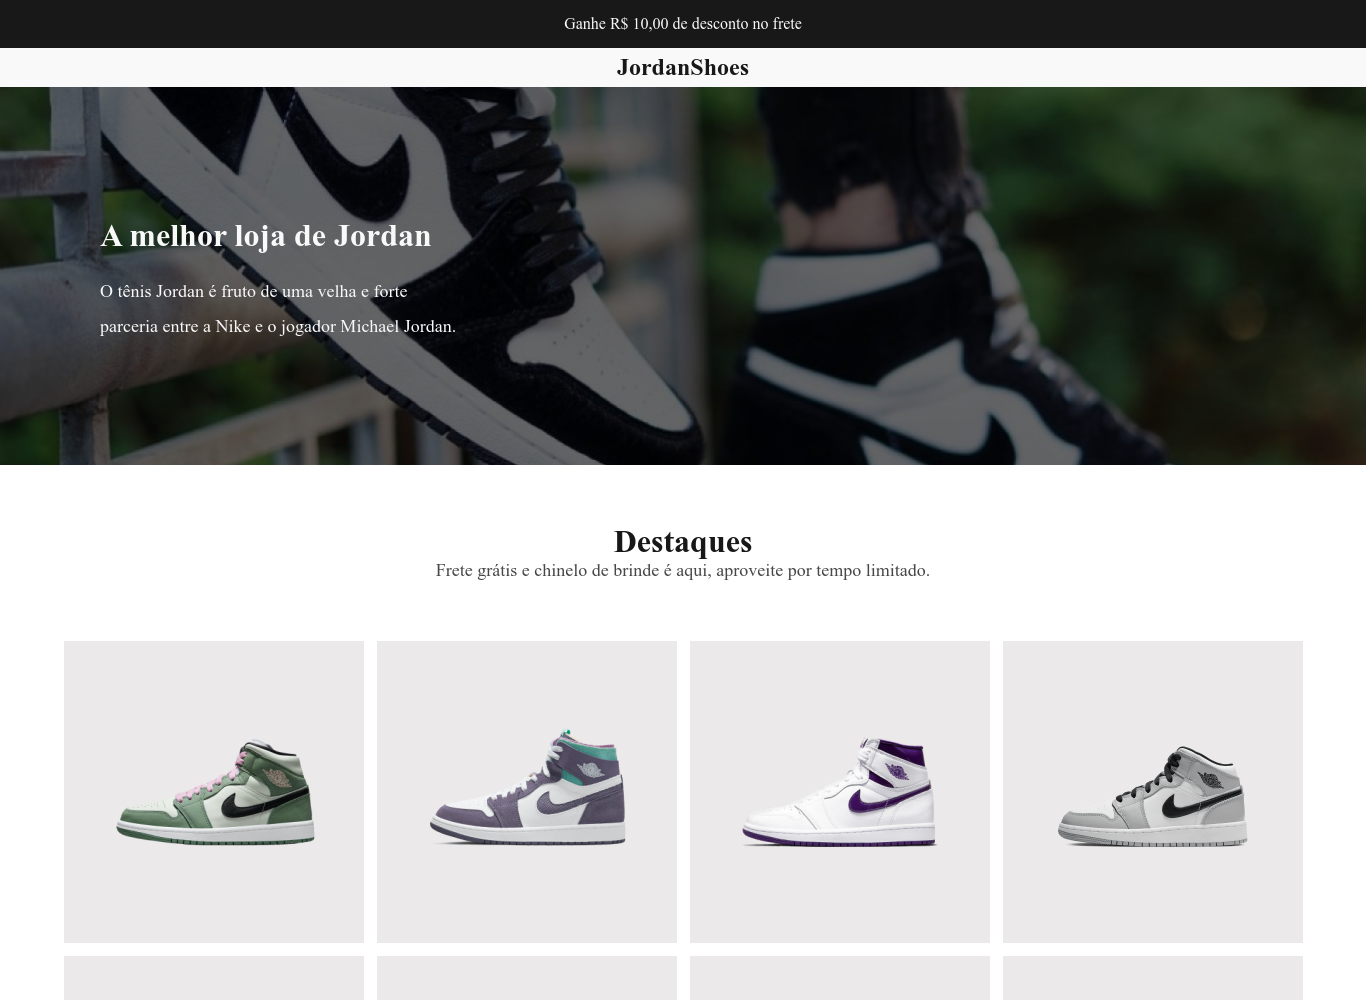 Ganhe R$ 10,00 de desconto no frete
JordanShoes
A melhor loja de Jordan
O tênis Jordan é fruto de uma velha e forte
parceria entre a Nike e o jogador Michael Jordan.
Destaques
Frete grátis e chinelo de brinde é aqui, aproveite por tempo limitado.